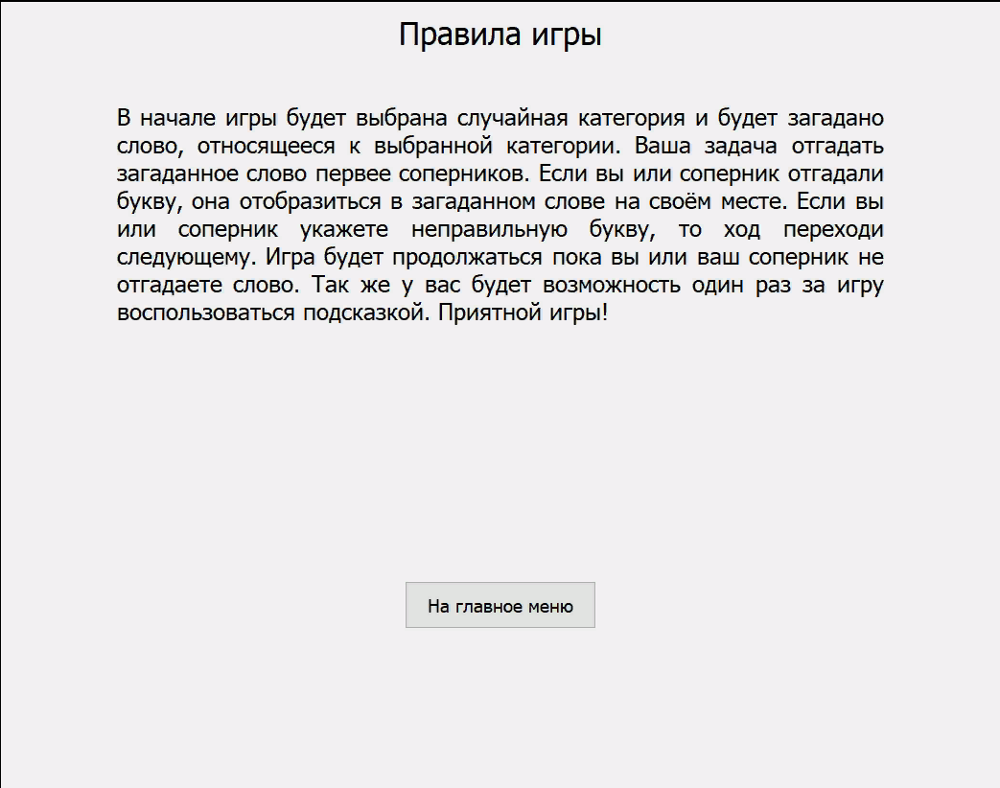 Правила игры
В начале игры будет выбрана случайная категория и будет загадано
слово, относящееся к выбранной категории. Ваша задача отгадать
загаданное слово первее соперников. Если вы или соперник отгадали
букву, она отобразиться в загаданном слове на своём месте. Если вы
или соперник укажете неправильную букву, то ход переходи
следующему. Игра будет продолжаться пока вы или ваш соперник не
отгадаете слово. Так же у вас будет возможность один раз за игру
воспользоваться подсказкой. Приятной игры!
На главное меню